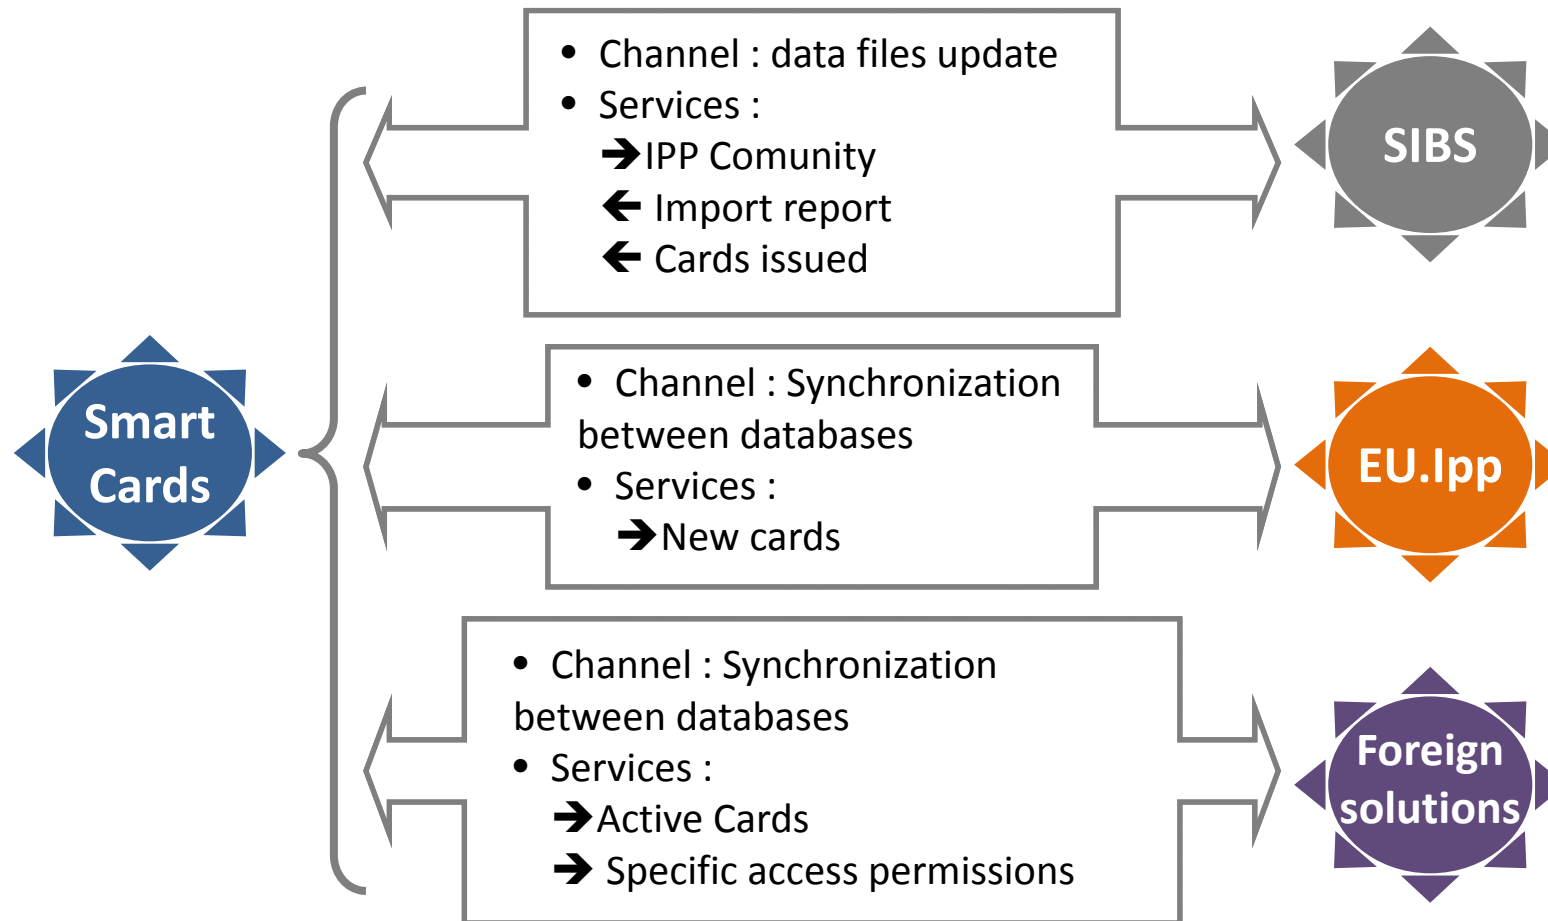 • Channel : data files update
• Services :
➔IPP Comunity
🡸 Import report
🡸 Cards issued
SIBS
Smart
Cards
• Channel : Synchronization
between databases
• Services :
➔New cards
EU.Ipp
• Channel : Synchronization
between databases
• Services :
➔Active Cards
➔ Specific access permissions
Foreign
solutions